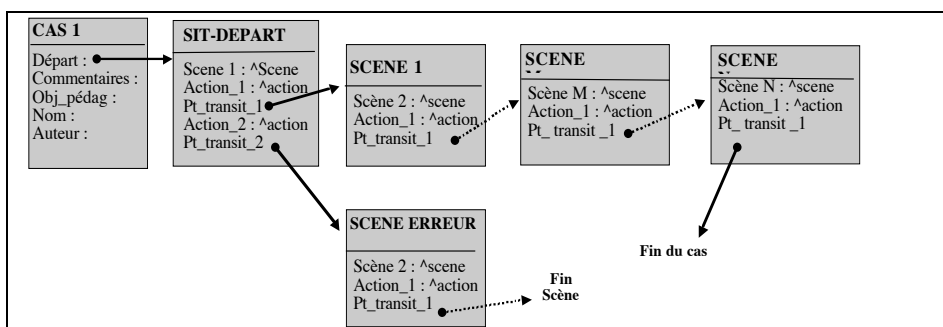 CAS 1
Départ :
Commentaires :
Obj_pédag :
Nom :
Auteur :
SIT-DEPART
Scene 1 : ^Scene
Action_1 : ^action
Pt_transit_1
Action_2 : ^action
Pt_transit_2
SCENE 1
Scène 2 : ^scene
Action_1 : ^action
Pt_transit_1
SCENE
Scène M : ^scene
Action_1 : ^action
Pt_ transit _1
SCENE
Scène N : ^scene
Action_1 : ^action
Pt_ transit _1
SCENE ERREUR
Scène 2 : ^scene
Action_1 : ^action
Pt_transit_1
Fin
Scène
Fin du cas